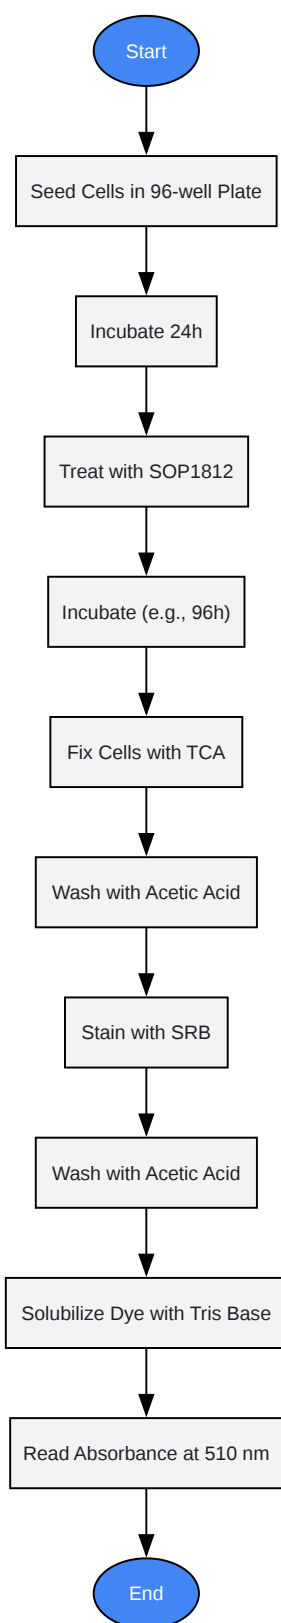 Start
Seed Cells in 96-well Plate
Incubate 24h
Treat with SOP1812
Incubate (e.g., 96h)
Fix Cells with TCA
Wash with Acetic Acid
Stain with SRB
Wash with Acetic Acid
Solubilize Dye with Tris Base
Read Absorbance at 510 nm
End